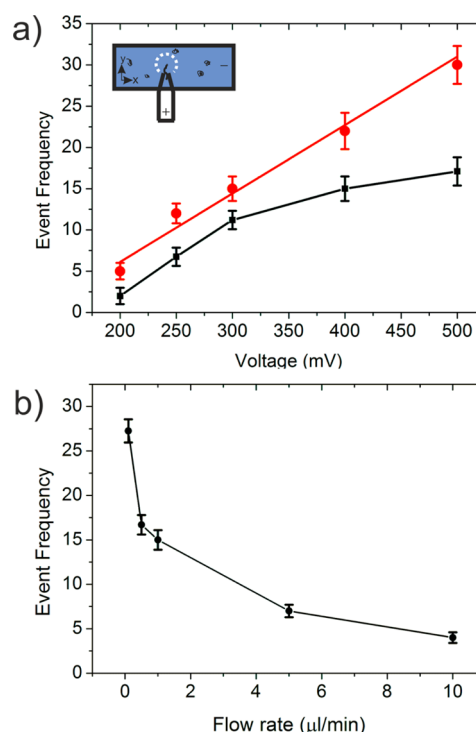 a)
35
30
25
20
15
10
5
0
Event Frequency
y
x
−
+
200 250 300 350 400 450 500
Voltage (mV)
b)
30
25
20
15
10
5
0
Event Frequency
0 2 4 6 8 10
Flow rate (μl/min)